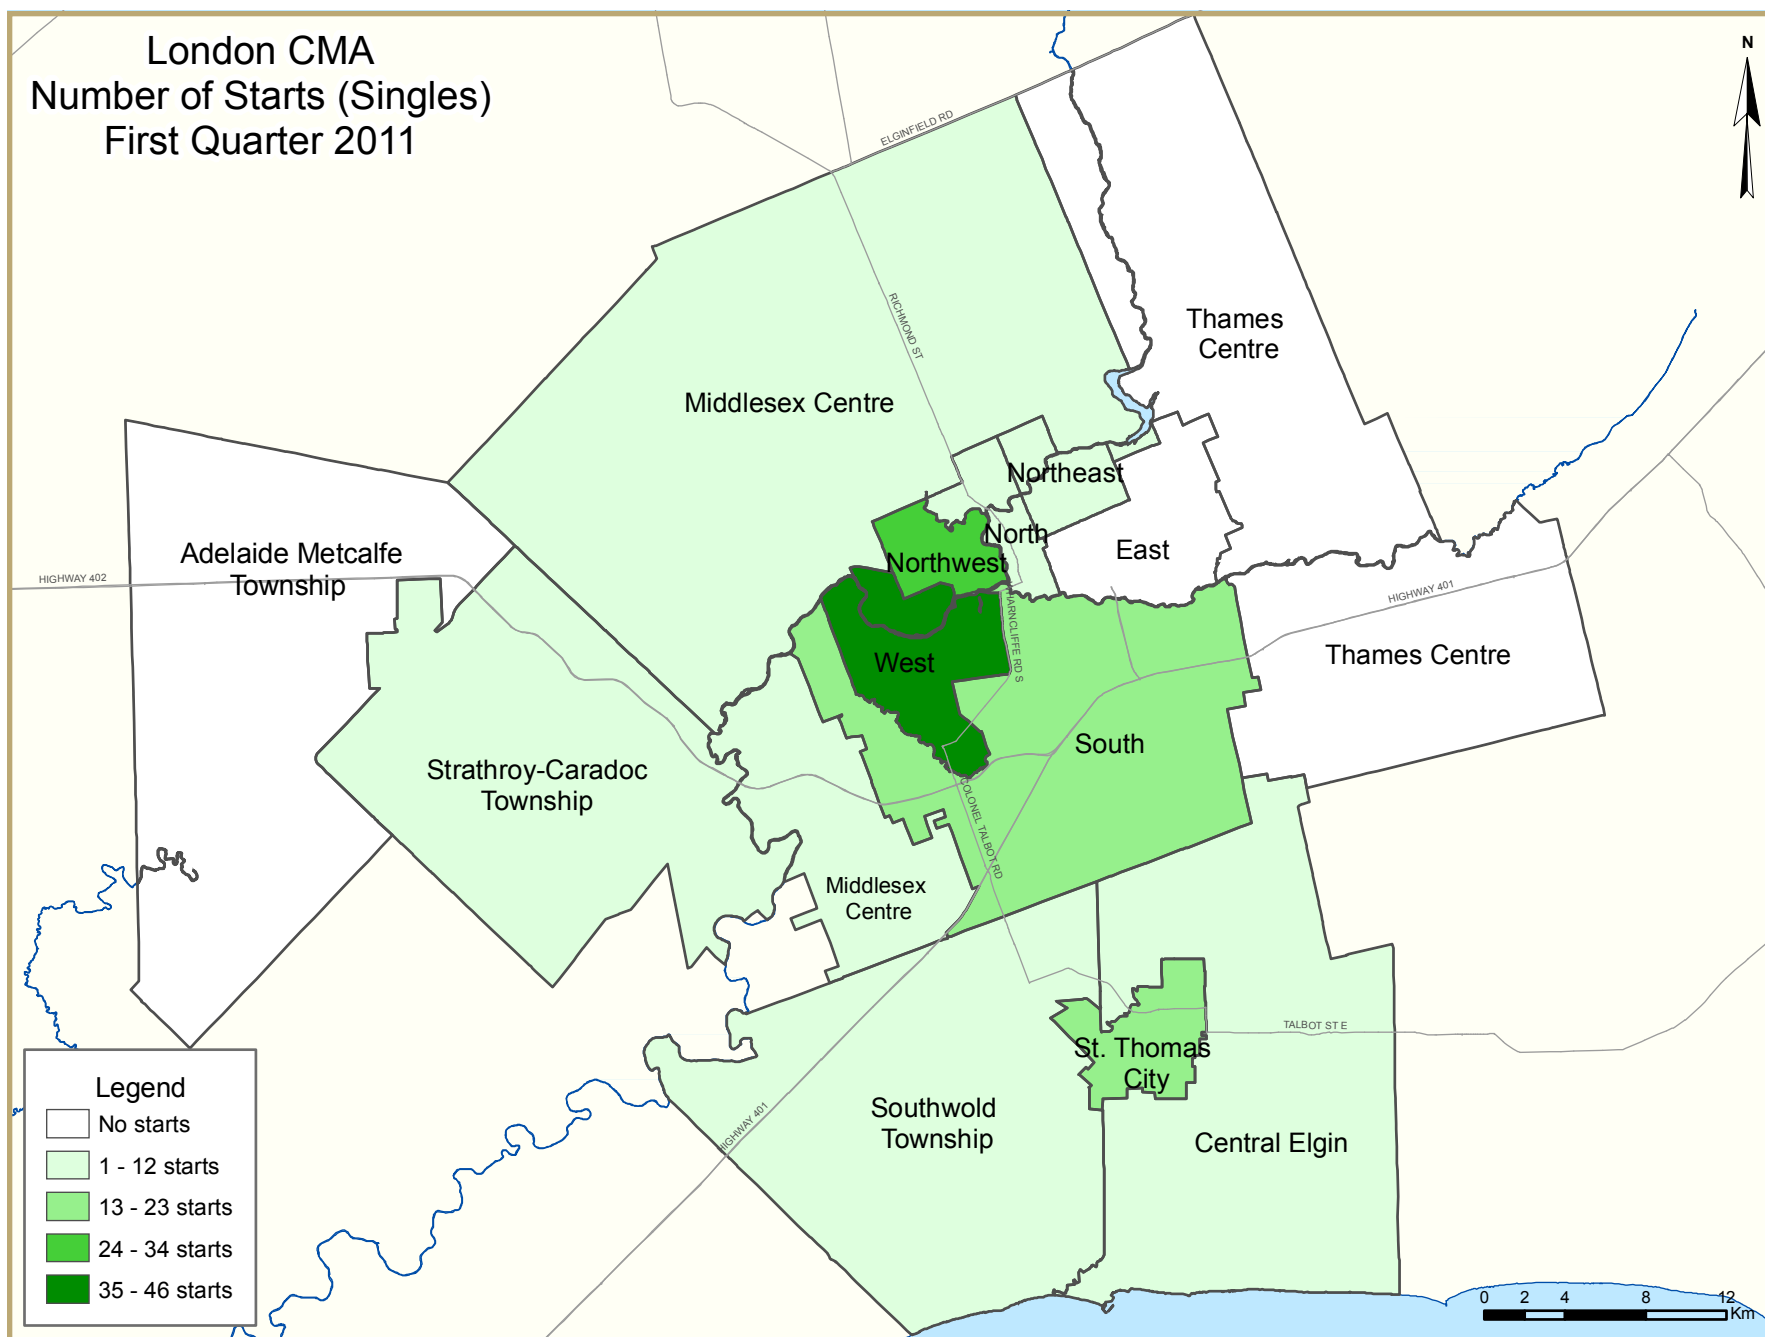 London CMA
Number of Starts (Singles)
First Quarter 2011
N
ELGINFIELD RD
RICHMOND ST
Thames
Centre
Middlesex Centre
Northeast
North
East
Northwest
Adelaide Metcalfe
Township
HIGHWAY 402
HIGHWAY 401
WHARNCLIFFE RD S
West
Thames Centre
South
Strathroy-Caradoc
Township
COLONEL TALBOT RD
Middlesex
Centre
TALBOT ST E
St. Thomas
City
Southwold
Township
HIGHWAY 401
Central Elgin
Legend
No starts
1 - 12 starts
13 - 23 starts
24 - 34 starts
35 - 46 starts
0 2 4 8 12
Km